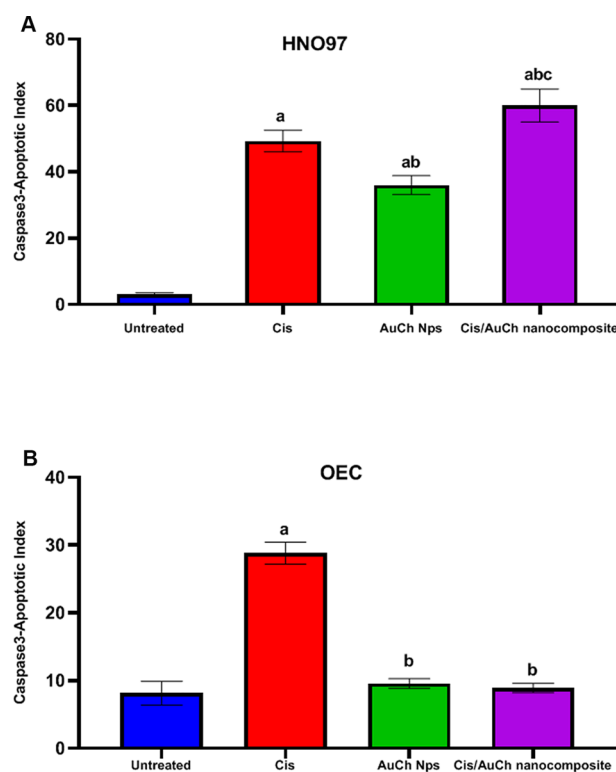 A
HNO97
Caspase3-Apoptotic Index
80
60
40
20
0
a
ab
abc
Untreated
Cis
AuCh Nps
Cis/AuCh nanocomposite
B
OEC
Caspase3-Apoptotic Index
40
30
20
10
0
a
b
b
Untreated
Cis
AuCh Nps
Cis/AuCh nanocomposite